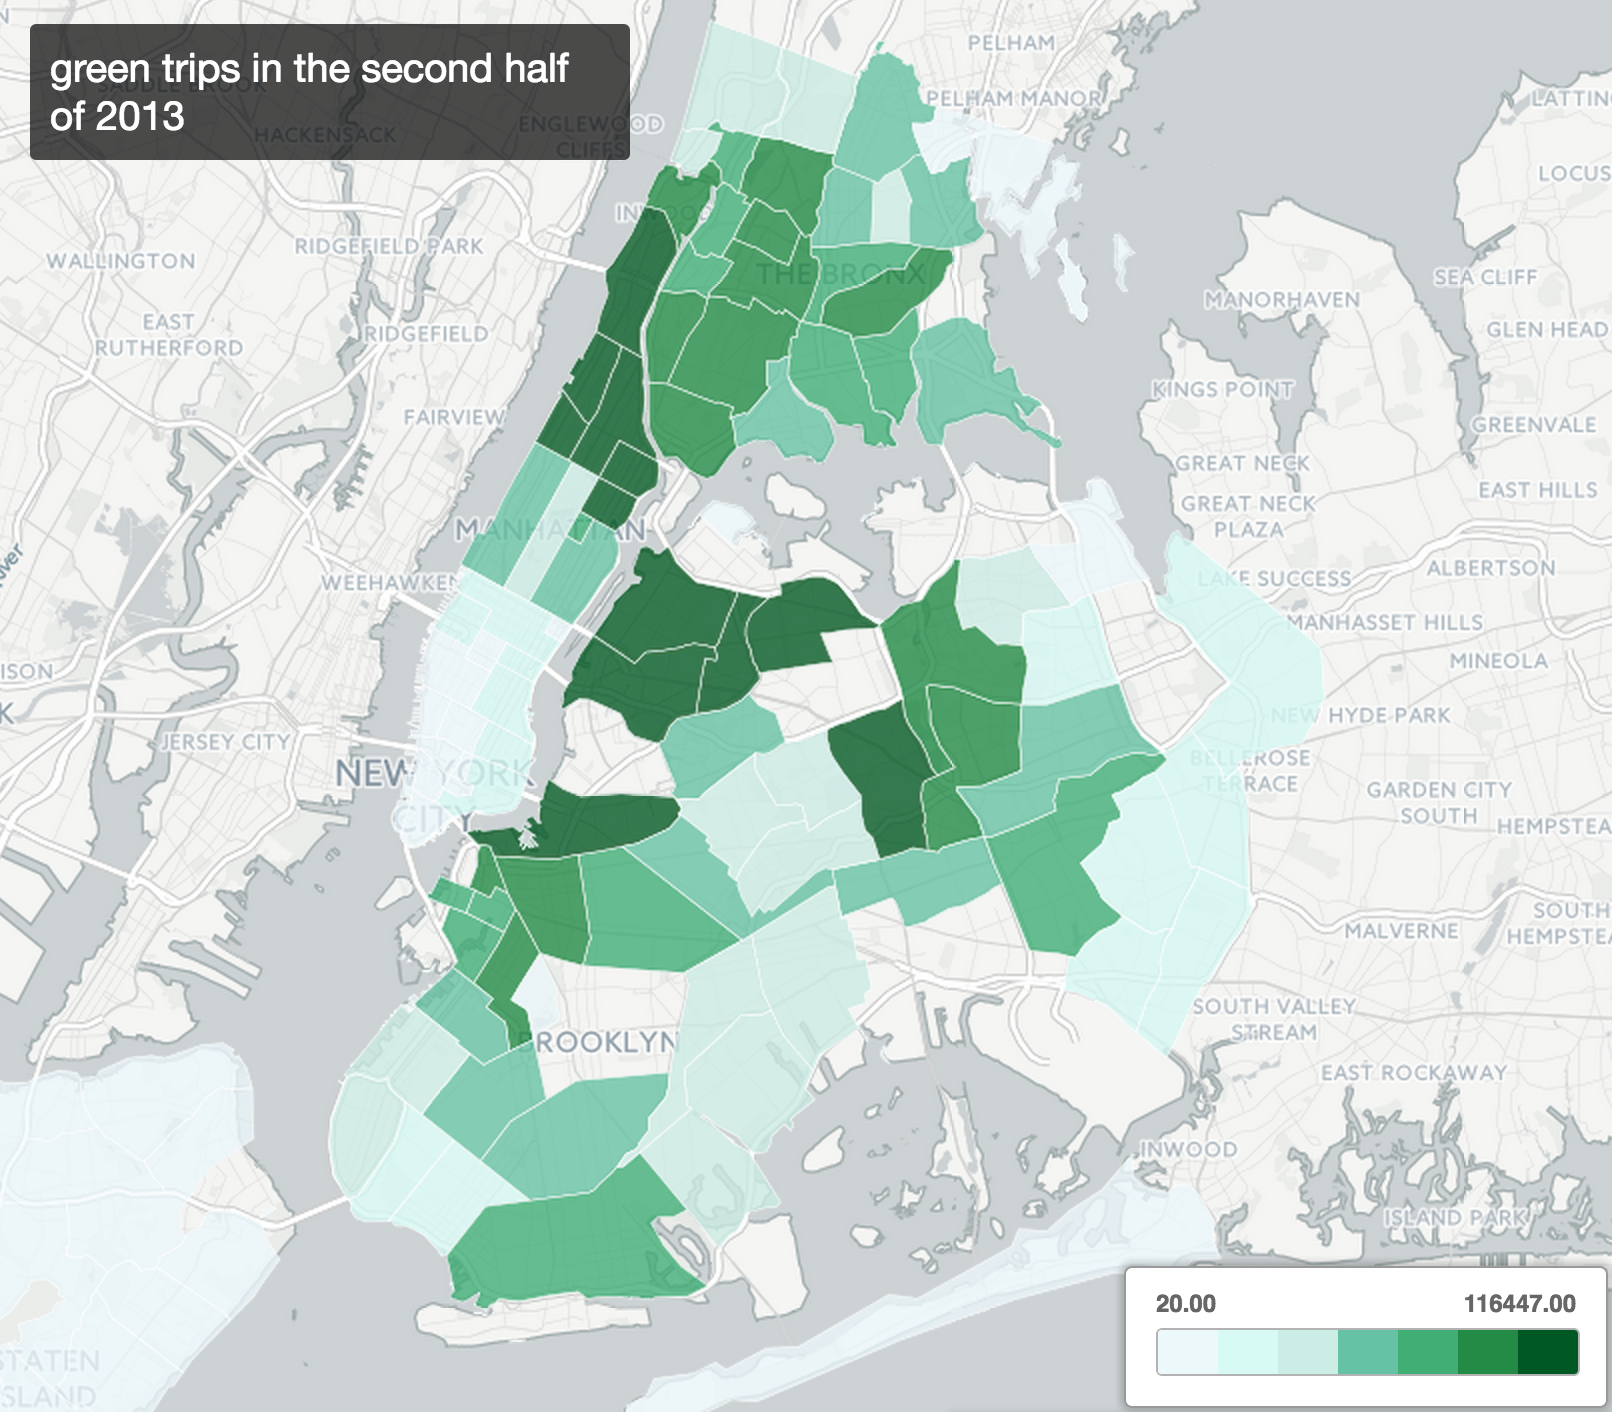 green trips in the second half
of 2013
SADDLE BROOK
HACKENSACK
ENGLEWOOD
CLIFFS
PELHAM
PELHAM MANOR
LATTING
LOCUS
INWOOD
WALLINGTON
RIDGEFIELD PARK
THE BRONX
SEA CLIFF
MANORHAVEN
EAST
RUTHERFORD
RIDGEFIELD
GLEN HEAD
KINGS POINT
FAIRVIEW
GREENVALE
GREAT NECK
EAST HILLS
GREAT NECK
PLAZA
MANHATTAN
iver
WEEHAWKEN
LAKE SUCCESS
ALBERTSON
MANHASSET HILLS
MINEOLA
ISON
K
NEW HYDE PARK
JERSEY CITY
BELLEROSE
TERRACE
NEW YORK
CITY
GARDEN CITY
SOUTH
HEMPSTEA
SOUTH
HEMPSTEA
MALVERNE
SOUTH VALLEY
STREAM
BROOKLYN
EAST ROCKAWAY
INWOOD
ISLAND PARK
STATEN
ISLAND
20.00 116447.00